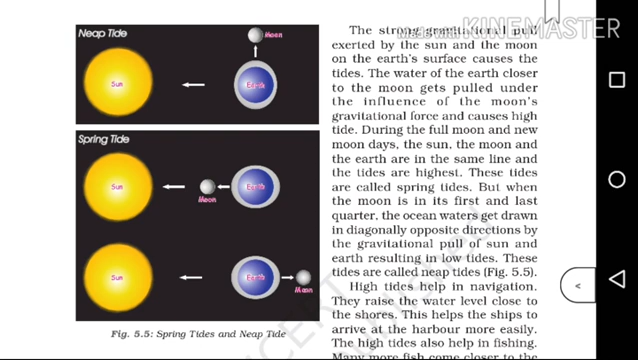 Neap Tide
Moon
Sun
Earth
Spring Tide
Sun
Moon
Earth
Sun
Earth
Moon
Fig. 5.5: Spring Tides and Neap Tide
The strong gravitational pull
exerted by the sun and the moon
on the earth's surface causes the
tides. The water of the earth closer
to the moon gets pulled under
the influence of the moon's
gravitational force and causes high
tide. During the full moon and new
moon days, the sun, the moon and
the earth are in the same line and
the tides are highest. These tides
are called spring tides. But when
the moon is in its first and last
quarter, the ocean waters get drawn
in diagonally opposite directions by
the gravitational pull of sun and
earth resulting in low tides. These
tides are called neap tides (Fig. 5.5).
High tides help in navigation.
They raise the water level close to
the shores. This helps the ships to
arrive at the harbour more easily.
The high tides also help in fishing.
Many more fish come closer to the
KINEMASTER